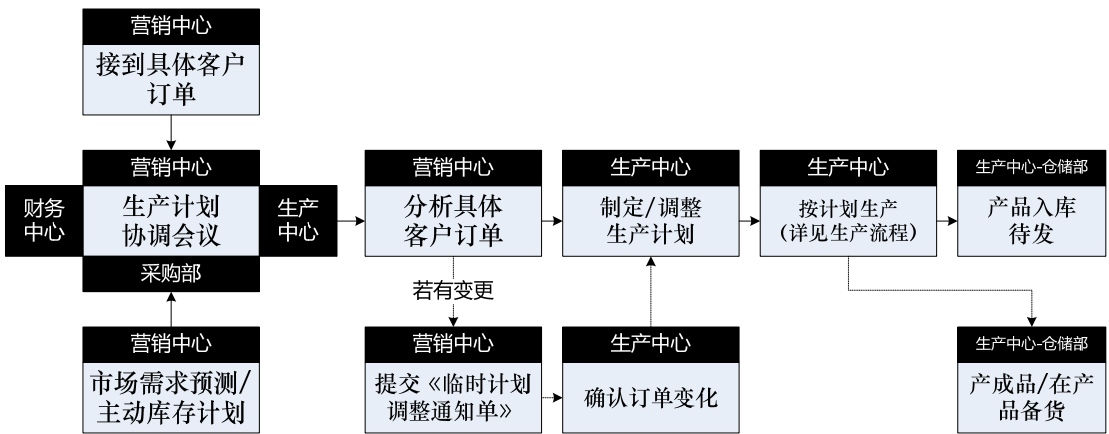 营销中心
接到具体客户
订单
营销中心
财务
中心
生产计划
协调会议
生产
中心
采购部
营销中心
市场需求预测/
主动库存计划
营销中心
分析具体
客户订单
若有变更
营销中心
提交《临时计划
调整通知单》
生产中心
制定/调整
生产计划
生产中心
确认订单变化
生产中心
按计划生产
(详见生产流程)
生产中心-仓储部
产品入库
待发
生产中心-仓储部
产成品/在产
品备货